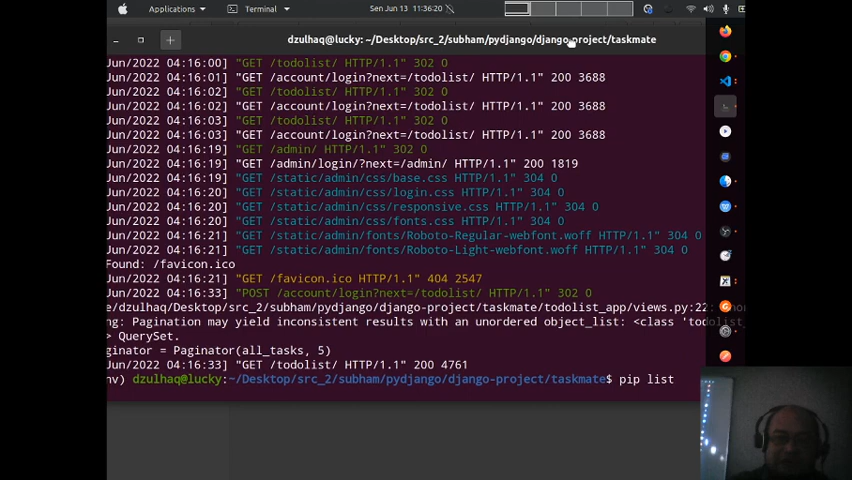 Applications Terminal Sen Jun 13 11:36:20
dzulhaq@lucky: ~/Desktop/src_2/subham/pydjango/django-project/taskmate
Jun/2022 04:16:00] "GET /todolist/ HTTP/1.1" 302 0
Jun/2022 04:16:01] "GET /account/login?next=/todolist/ HTTP/1.1" 200 3688
Jun/2022 04:16:02] "GET /todolist/ HTTP/1.1" 302 0
Jun/2022 04:16:02] "GET /account/login?next=/todolist/ HTTP/1.1" 200 3688
Jun/2022 04:16:03] "GET /todolist/ HTTP/1.1" 302 0
Jun/2022 04:16:03] "GET /account/login?next=/todolist/ HTTP/1.1" 200 3688
Jun/2022 04:16:19] "GET /admin/ HTTP/1.1" 302 0
Jun/2022 04:16:19] "GET /admin/login/?next=/admin/ HTTP/1.1" 200 1819
Jun/2022 04:16:19] "GET /static/admin/css/base.css HTTP/1.1" 304 0
Jun/2022 04:16:19] "GET /static/admin/css/login.css HTTP/1.1" 304 0
Jun/2022 04:16:19] "GET /static/admin/css/responsive.css HTTP/1.1" 304 0
Jun/2022 04:16:19] "GET /static/admin/css/fonts.css HTTP/1.1" 304 0
Jun/2022 04:16:21] "GET /static/admin/fonts/Roboto-Regular-webfont.woff HTTP/1.1" 304 0
Jun/2022 04:16:21] "GET /static/admin/fonts/Roboto-Light-webfont.woff HTTP/1.1" 304 0
Found: /favicon.ico
Jun/2022 04:16:21] "GET /favicon.ico HTTP/1.1" 404 2547
Jun/2022 04:16:33] "POST /account/login?next=/todolist/ HTTP/1.1" 302 0
e/dzulhaq/Desktop/src_2/subham/pydjango/django-project/taskmate/todolist_app/views.py:22:
ng: Pagination may yield inconsistent results with an unordered object_list: <class 'todolist_
> QuerySet.
ginator = Paginator(all_tasks, 5)
Jun/2022 04:16:33] "GET /todolist/ HTTP/1.1" 200 4761
nv) dzulhaq@lucky:~/Desktop/src_2/subham/pydjango/django-project/taskmate$ pip list